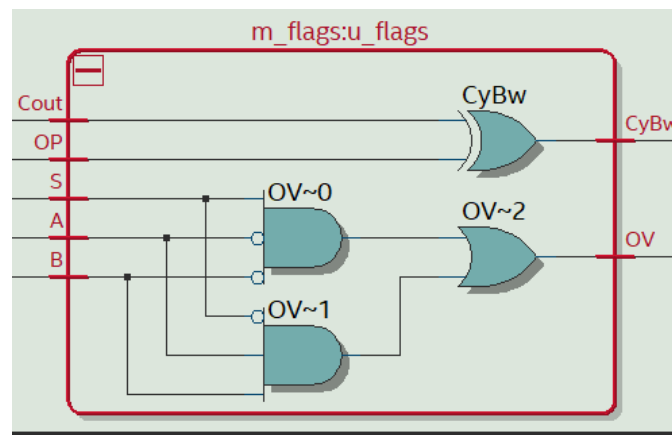 m_flags:u_flags
Cout
CyBw
CyBw
OP
S
OV~0
A
OV~2
OV
B
OV~1